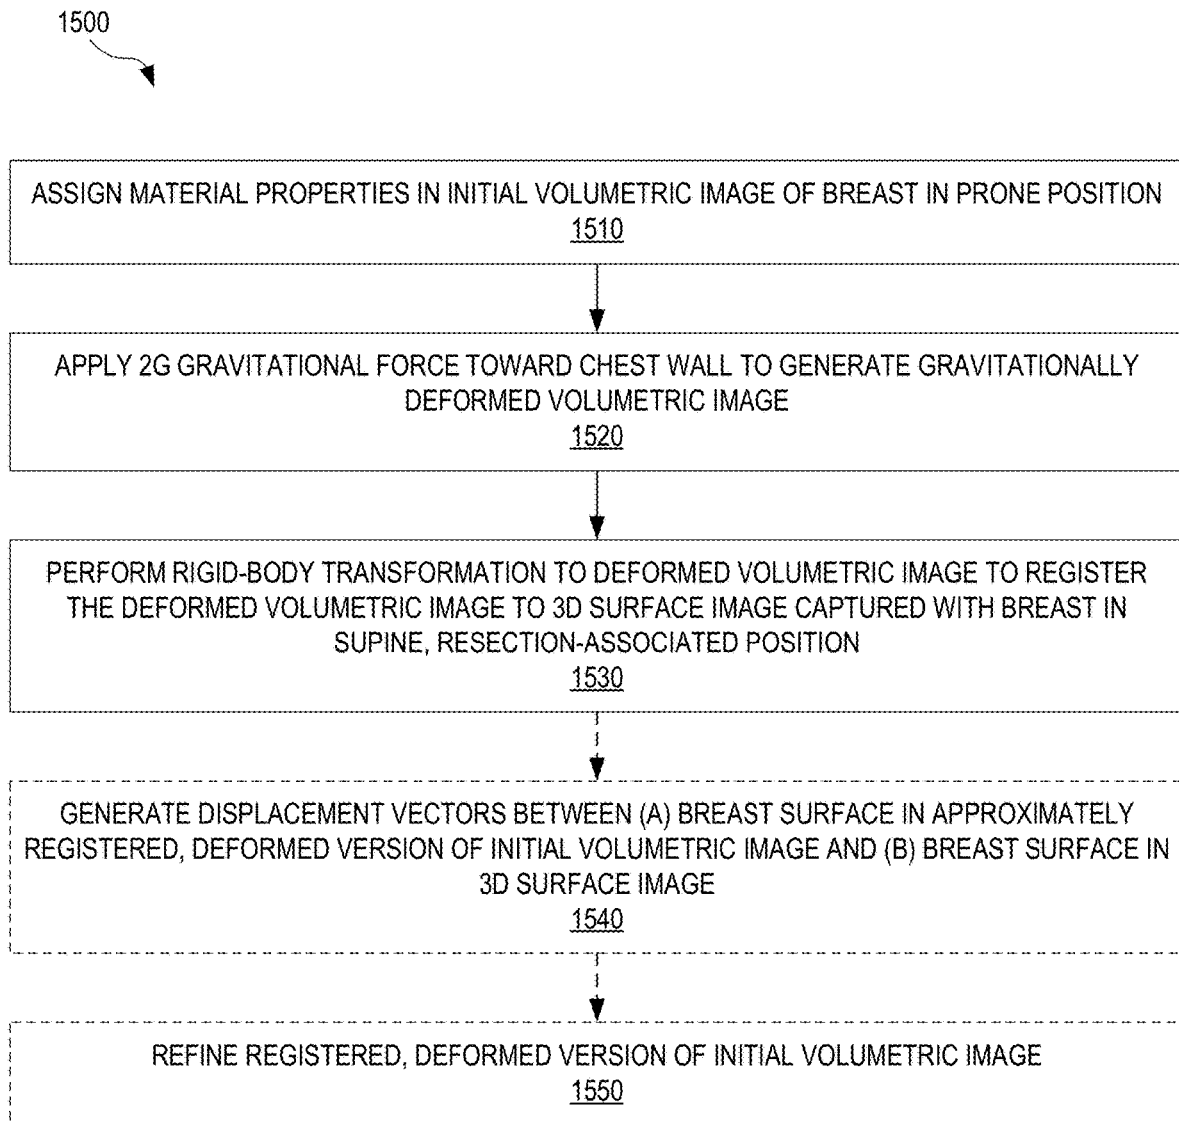 1500
ASSIGN MATERIAL PROPERTIES IN INITIAL VOLUMETRIC IMAGE OF BREAST IN PRONE POSITION
1510
APPLY 2G GRAVITATIONAL FORCE TOWARD CHEST WALL TO GENERATE GRAVITATIONALLY
DEFORMED VOLUMETRIC IMAGE
1520
PERFORM RIGID-BODY TRANSFORMATION TO DEFORMED VOLUMETRIC IMAGE TO REGISTER
THE DEFORMED VOLUMETRIC IMAGE TO 3D SURFACE IMAGE CAPTURED WITH BREAST IN
SUPINE, RESECTION-ASSOCIATED POSITION
1530
GENERATE DISPLACEMENT VECTORS BETWEEN (A) BREAST SURFACE IN APPROXIMATELY
REGISTERED, DEFORMED VERSION OF INITIAL VOLUMETRIC IMAGE AND (B) BREAST SURFACE IN
3D SURFACE IMAGE
1540
REFINE REGISTERED, DEFORMED VERSION OF INITIAL VOLUMETRIC IMAGE
1550